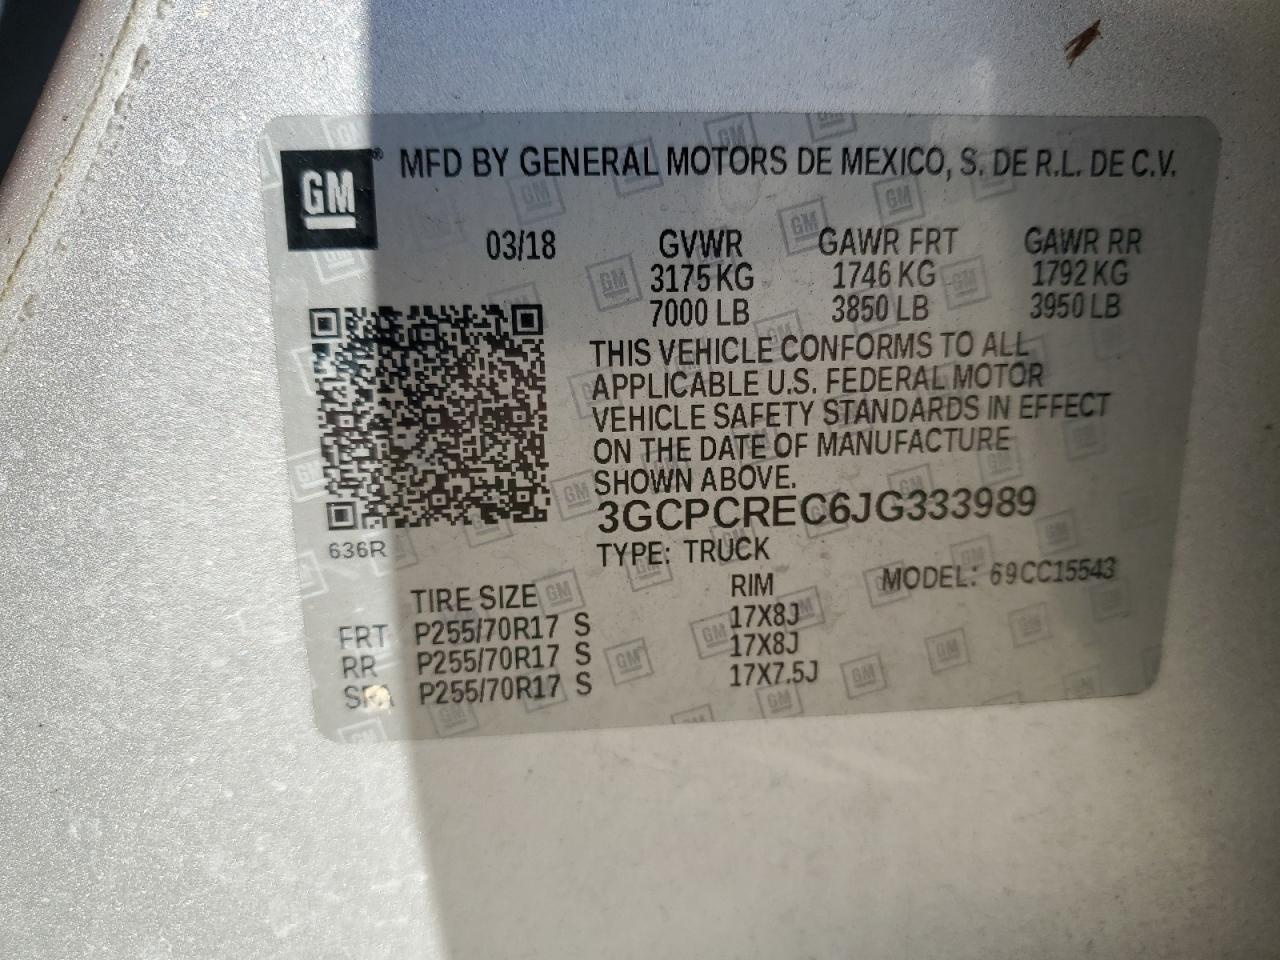 GM® MFD BY GENERAL MOTORS DE MEXICO, S. DE R.L. DE C.V.
03/18 GVWR GAWR FRT GAWR RR
3175 KG 1746 KG 1792 KG
7000 LB 3850 LB 3950 LB
THIS VEHICLE CONFORMS TO ALL
APPLICABLE U.S. FEDERAL MOTOR
VEHICLE SAFETY STANDARDS IN EFFECT
ON THE DATE OF MANUFACTURE
SHOWN ABOVE.
3GCPCREC6JG333989
636R
TYPE: TRUCK
MODEL: 69CC15543
TIRE SIZE RIM
FRT P255/70R17 S 17X8J
RR P255/70R17 S 17X8J
P255/70R17 S 17X7.5J